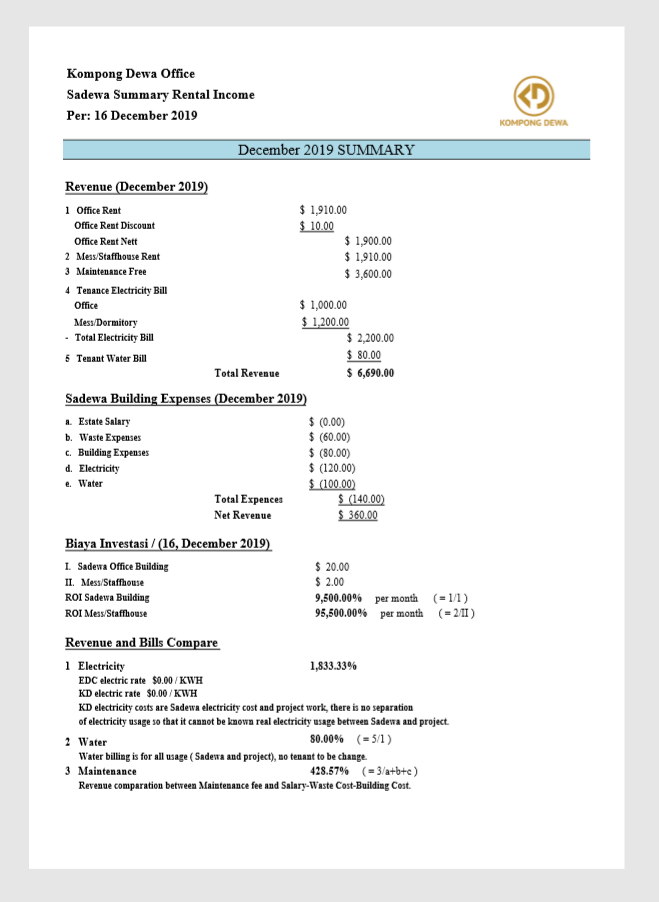 Kompong Dewa Office
Sadewa Summary Rental Income
Per: 16 December 2019
KD
KOMPONG DEWA
December 2019 SUMMARY
Revenue (December 2019)
1 Office Rent $ 1,910.00
Office Rent Discount $ 10.00
Office Rent Nett $ 1,900.00
2 Mess/Staffhouse Rent $ 1,910.00
3 Maintenance Free $ 3,600.00
4 Tenance Electricity Bill
Office $ 1,000.00
Mess/Dormitory $ 1,200.00
- Total Electricity Bill $ 2,200.00
5 Tenant Water Bill $ 80.00
Total Revenue $ 6,690.00
Sadewa Building Expenses (December 2019)
a. Estate Salary $ (0.00)
b. Waste Expenses $ (60.00)
c. Building Expenses $ (80.00)
d. Electricity $ (120.00)
e. Water $ (100.00)
Total Expences $ (140.00)
Net Revenue $ 360.00
Biaya Investasi / (16, December 2019)
I. Sadewa Office Building $ 20.00
II. Mess/Staffhouse $ 2.00
ROI Sadewa Building 9,500.00% per month ( = 1/1 )
ROI Mess/Staffhouse 95,500.00% per month ( = 2/II )
Revenue and Bills Compare
1 Electricity 1,833.33%
EDC electric rate $0.00 / KWH
KD electric rate $0.00 / KWH
KD electricity costs are Sadewa electricity cost and project work, there is no separation
of electricity usage so that it cannot be known real electricity usage between Sadewa and project.
2 Water 80.00% ( = 5/1 )
Water billing is for all usage ( Sadewa and project), no tenant to be change.
3 Maintenance 428.57% ( = 3/a+b+c )
Revenue comparation between Maintenance fee and Salary-Waste Cost-Building Cost.